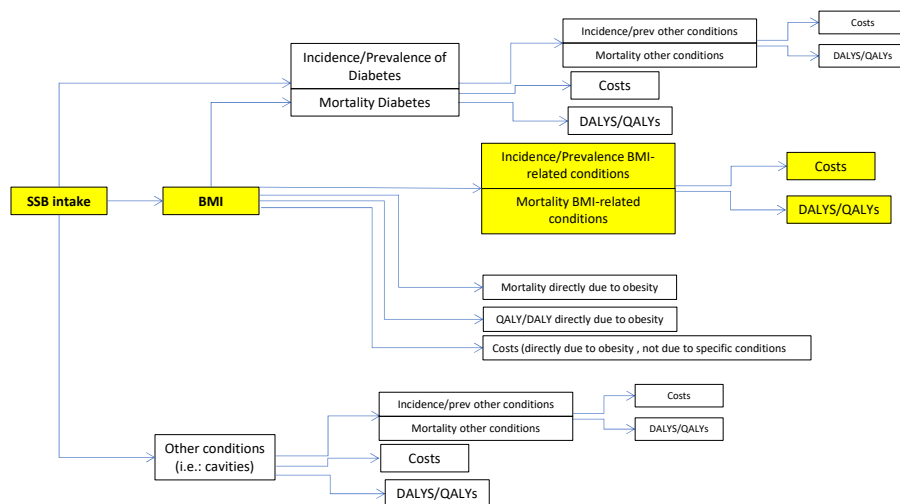 Incidence/prev other conditions
Mortality other conditions
Costs
DALYS/QALYs
Incidence/Prevalence of
Diabetes
Mortality Diabetes
Costs
DALYS/QALYs
SSB intake
BMI
Incidence/Prevalence BMI-
related conditions
Mortality BMI-related
conditions
Costs
DALYS/QALYs
Mortality directly due to obesity
QALY/DALY directly due to obesity
Costs (directly due to obesity , not due to specific conditions
Other conditions
(i.e.: cavities)
Incidence/prev other conditions
Mortality other conditions
Costs
DALYS/QALYs
Costs
DALYS/QALYs